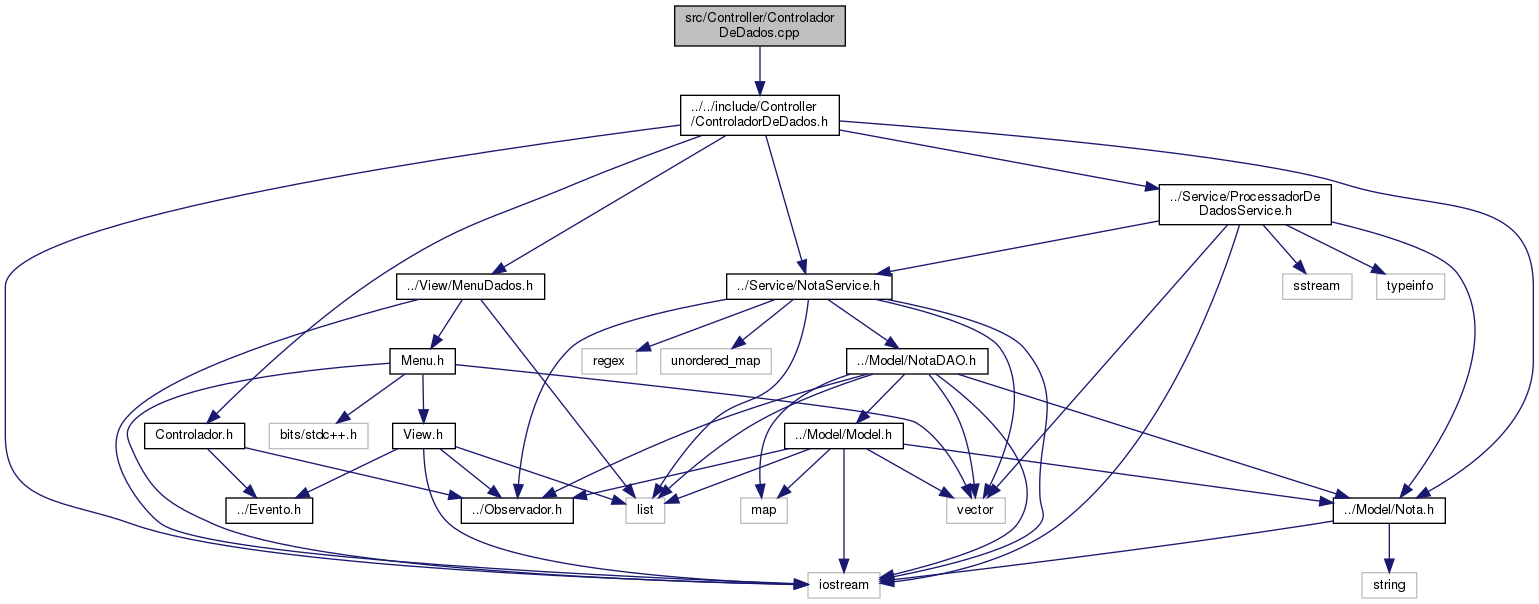 src/Controller/Controlador
DeDados.cpp
../../include/Controller
/ControladorDeDados.h
../Service/ProcessadorDe
DadosService.h
../View/MenuDados.h
../Service/NotaService.h
sstream
typeinfo
Menu.h
regex
unordered_map
../Model/NotaDAO.h
Controlador.h
bits/stdc++.h
View.h
../Model/Model.h
../Evento.h
../Observador.h
list
map
vector
../Model/Nota.h
iostream
string